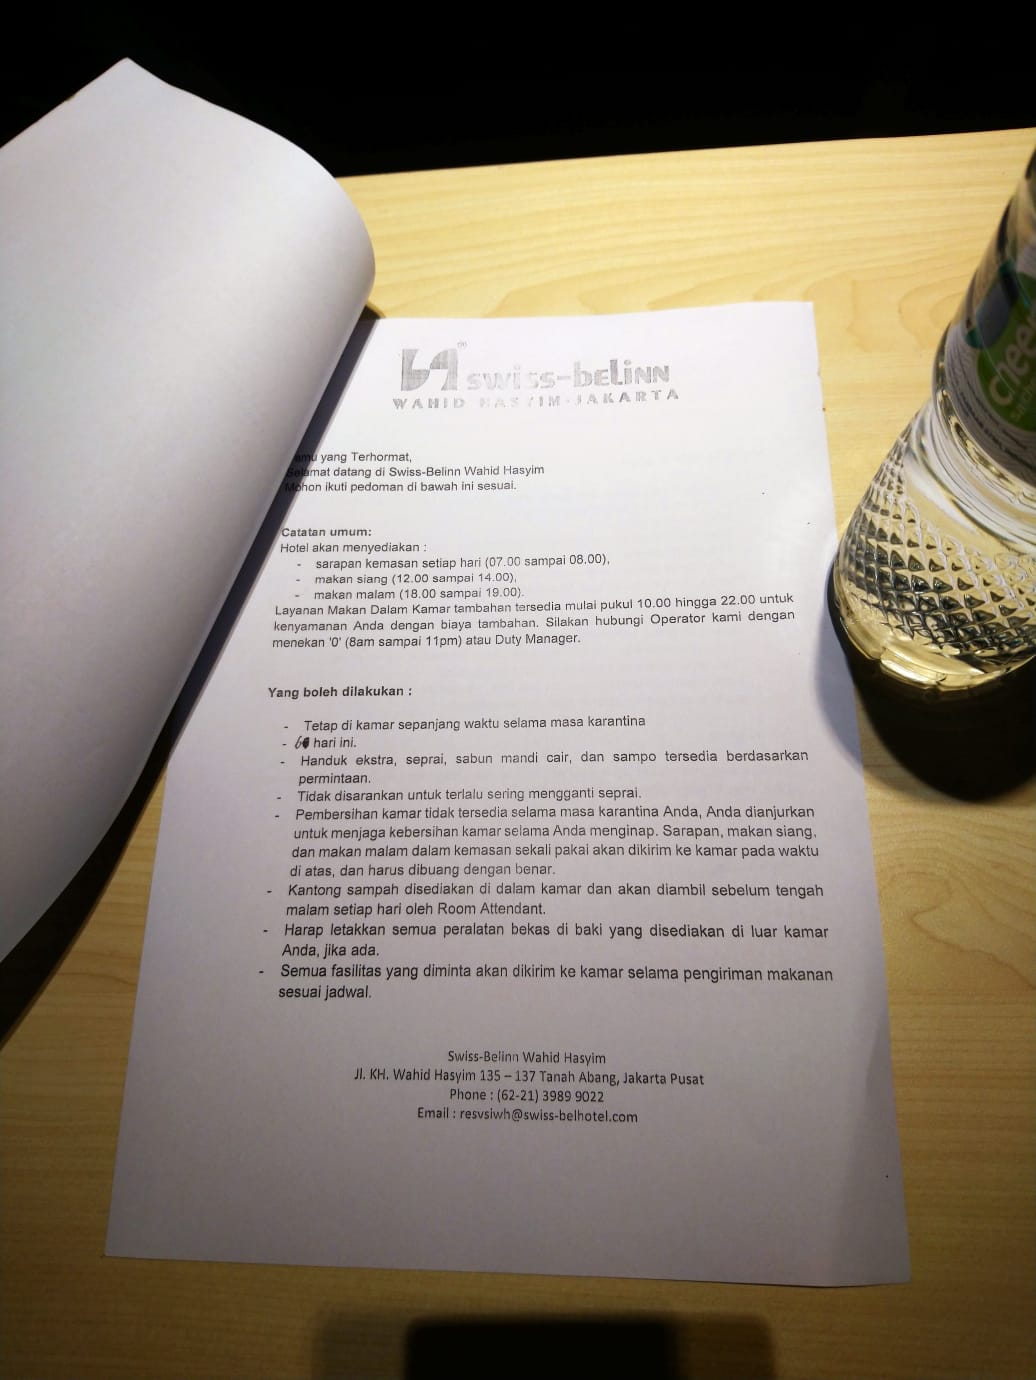 swiss-beLiNN
WAHID HASYIM-JAKARTA
yang Terhormat,
Selamat datang di Swiss-Belinn Wahid Hasyim
Mohon ikuti pedoman di bawah ini sesuai.
Catatan umum:
Hotel akan menyediakan :
- sarapan kemasan setiap hari (07.00 sampai 08.00),
- makan siang (12.00 sampai 14.00),
- makan malam (18.00 sampai 19.00).
Layanan Makan Dalam Kamar tambahan tersedia mulai pukul 10.00 hingga 22.00 untuk
kenyamanan Anda dengan biaya tambahan. Silakan hubungi Operator kami dengan
menekan '0' (8am sampai 11pm) atau Duty Manager.
Yang boleh dilakukan :
- Tetap di kamar sepanjang waktu selama masa karantina
- hari ini.
- Handuk ekstra, seprai, sabun mandi cair, dan sampo tersedia berdasarkan
permintaan.
- Tidak disarankan untuk terlalu sering mengganti seprai.
- Pembersihan kamar tidak tersedia selama masa karantina Anda, Anda dianjurkan
untuk menjaga kebersihan kamar selama Anda menginap. Sarapan, makan siang,
dan makan malam dalam kemasan sekali pakai akan dikirim ke kamar pada waktu
di atas, dan harus dibuang dengan benar.
- Kantong sampah disediakan di dalam kamar dan akan diambil sebelum tengah
malam setiap hari oleh Room Attendant.
- Harap letakkan semua peralatan bekas di baki yang disediakan di luar kamar
Anda, jika ada.
- Semua fasilitas yang diminta akan dikirim ke kamar selama pengiriman makanan
sesuai jadwal.
Swiss-Belinn Wahid Hasyim
Jl. KH. Wahid Hasyim 135 – 137 Tanah Abang, Jakarta Pusat
Phone : (62-21) 3989 9022
Email : resvsiwh@swiss-belhotel.com